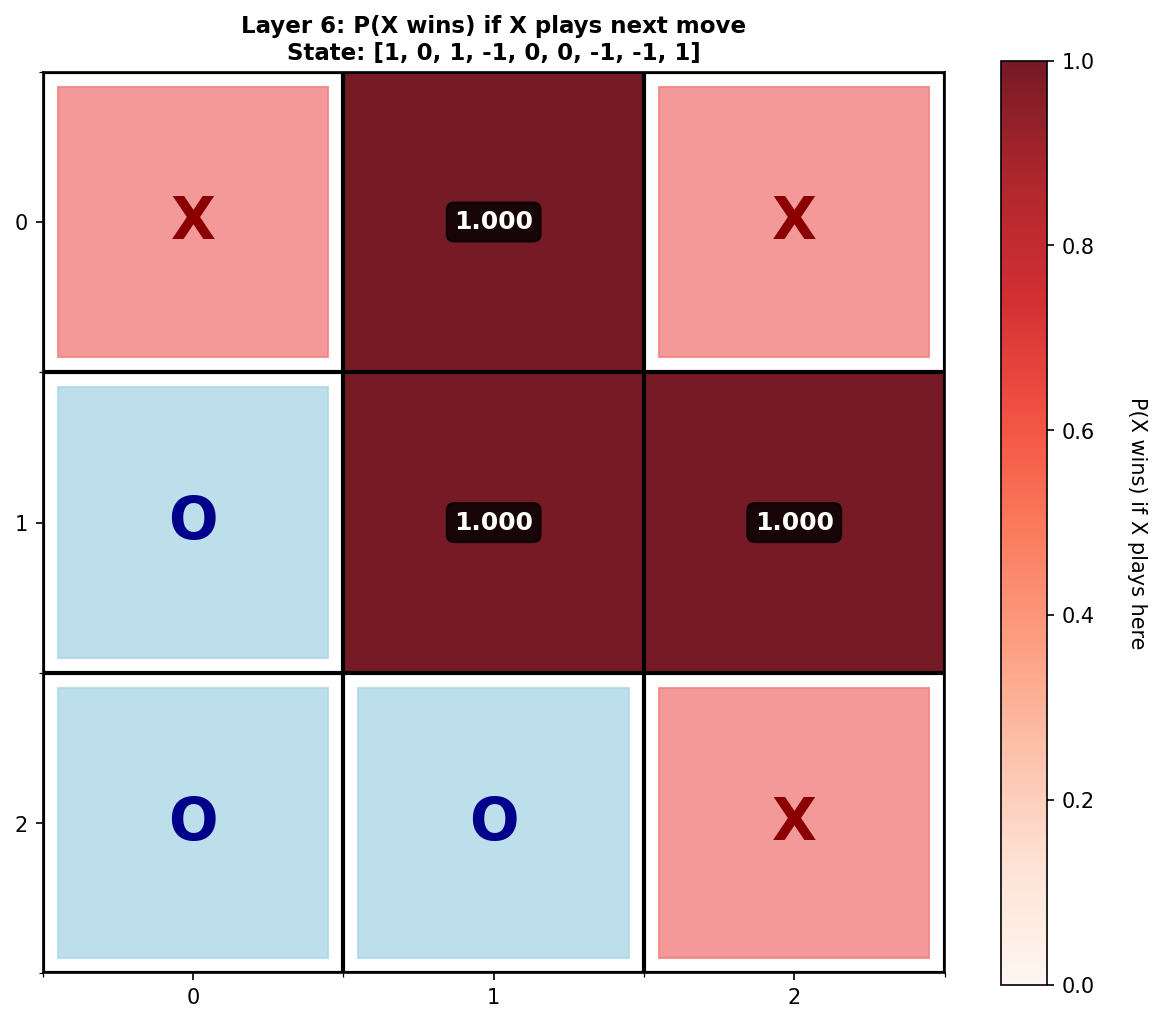 Layer 6: P(X wins) if X plays next move
State: [1, 0, 1, -1, 0, 0, -1, -1, 1]
X 1.000 X
O 1.000 1.000
O O X
0
1
2
0 1 2
1.0
0.8
0.6
0.4
0.2
0.0
P(X wins) if X plays here